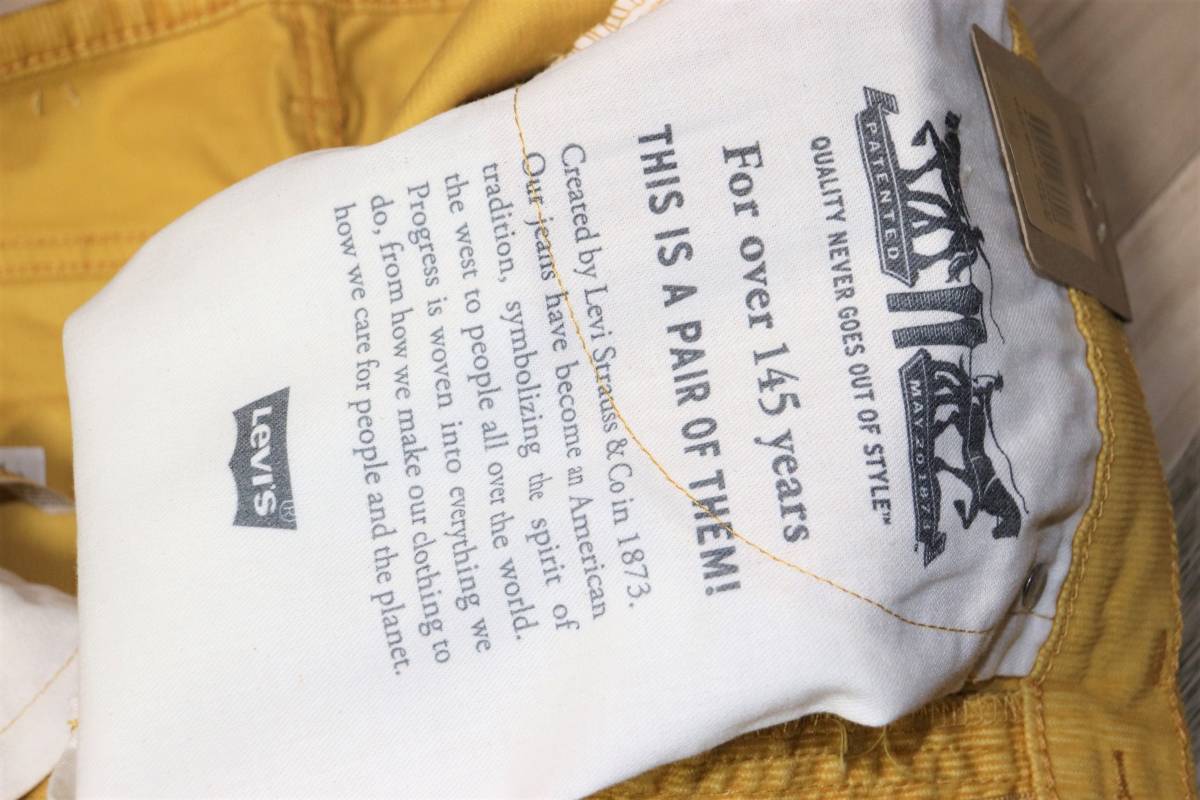 PATENTED
MAY 20 1873
QUALITY NEVER GOES OUT OF STYLE™
For over 145 years
THIS IS A PAIR OF THEM!
Created by Levi Strauss & Co in 1873.
Our jeans have become an American
tradition, symbolizing the spirit of
the west to people all over the world.
Progress is woven into everything we
do, from how we make our clothing to
how we care for people and the planet.
LEVI'S®